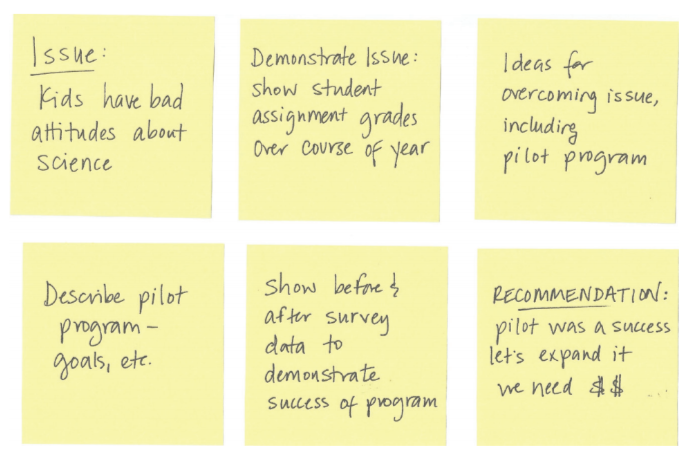 Issue:
Kids have bad
attitudes about
science
Demonstrate Issue:
show student
assignment grades
over course of year
Ideas for
overcoming issue,
including
pilot program
Describe pilot
program –
goals, etc.
Show before &
after survey
data to
demonstrate
success of program
RECOMMENDATION:
pilot was a success
let's expand it
we need $$